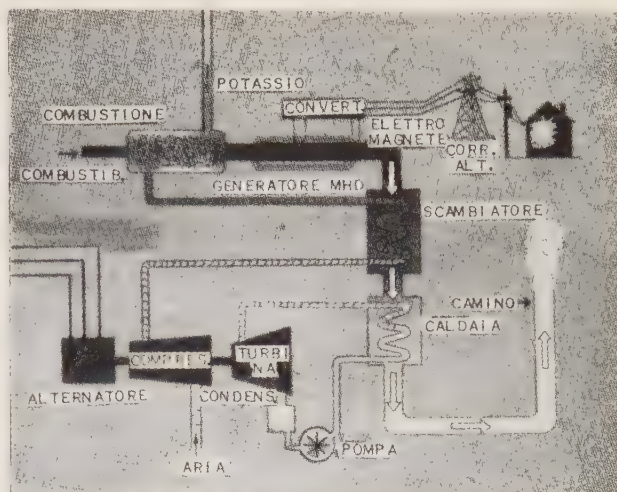 POTASSIO
COMBUSTIONE
CONVERT.
ELETTRO
MAGNETE
CORR.
ALT.
COMBUSTIB.
GENERATORE MHD
SCAMBIATORE
CAMINO
CALDAIA
COMPRES.
TURBI
NA
ALTERNATORE
CONDENS.
POMPA
ARIA